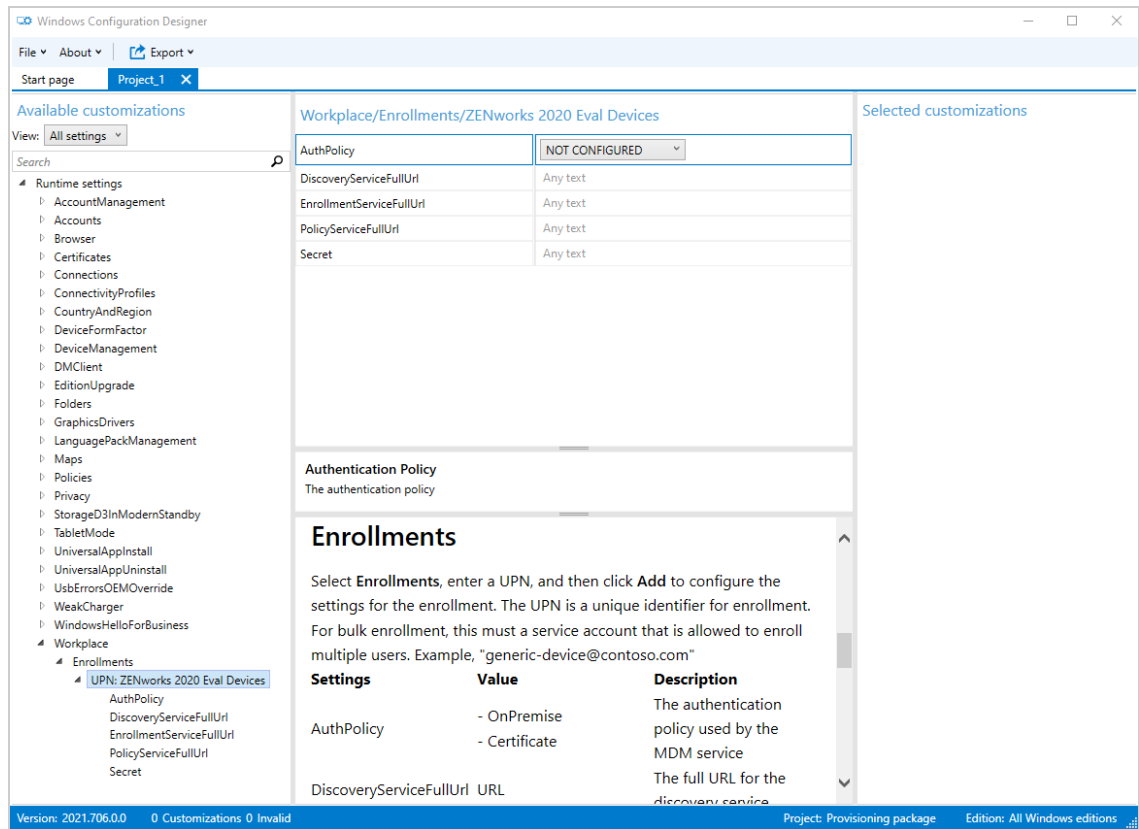 Windows Configuration Designer
File About Export
Start page Project_1
Available customizations
View: All settings
Search
Runtime settings
AccountManagement
Accounts
Browser
Certificates
Connections
ConnectivityProfiles
CountryAndRegion
DeviceFormFactor
DeviceManagement
DMClient
EditionUpgrade
Folders
GraphicsDrivers
LanguagePackManagement
Maps
Policies
Privacy
StorageD3InModernStandby
TabletMode
UniversalAppInstall
UniversalAppUninstall
UsbErrorsOEMOverride
WeakCharger
WindowsHelloForBusiness
Workplace
Enrollments
UPN: ZENworks 2020 Eval Devices
AuthPolicy
DiscoveryServiceFullUrl
EnrollmentServiceFullUrl
PolicyServiceFullUrl
Secret
Workplace/Enrollments/ZENworks 2020 Eval Devices
AuthPolicy NOT CONFIGURED
DiscoveryServiceFullUrl Any text
EnrollmentServiceFullUrl Any text
PolicyServiceFullUrl Any text
Secret Any text
Authentication Policy
The authentication policy
Enrollments
Select Enrollments, enter a UPN, and then click Add to configure the
settings for the enrollment. The UPN is a unique identifier for enrollment.
For bulk enrollment, this must a service account that is allowed to enroll
multiple users. Example, "generic-device@contoso.com"
Settings Value Description
AuthPolicy
- OnPremise
- Certificate
The authentication
policy used by the
MDM service
DiscoveryServiceFullUrl URL
The full URL for the
discovery service
Selected customizations
Version: 2021.706.0.0 0 Customizations 0 Invalid Project: Provisioning package Edition: All Windows editions